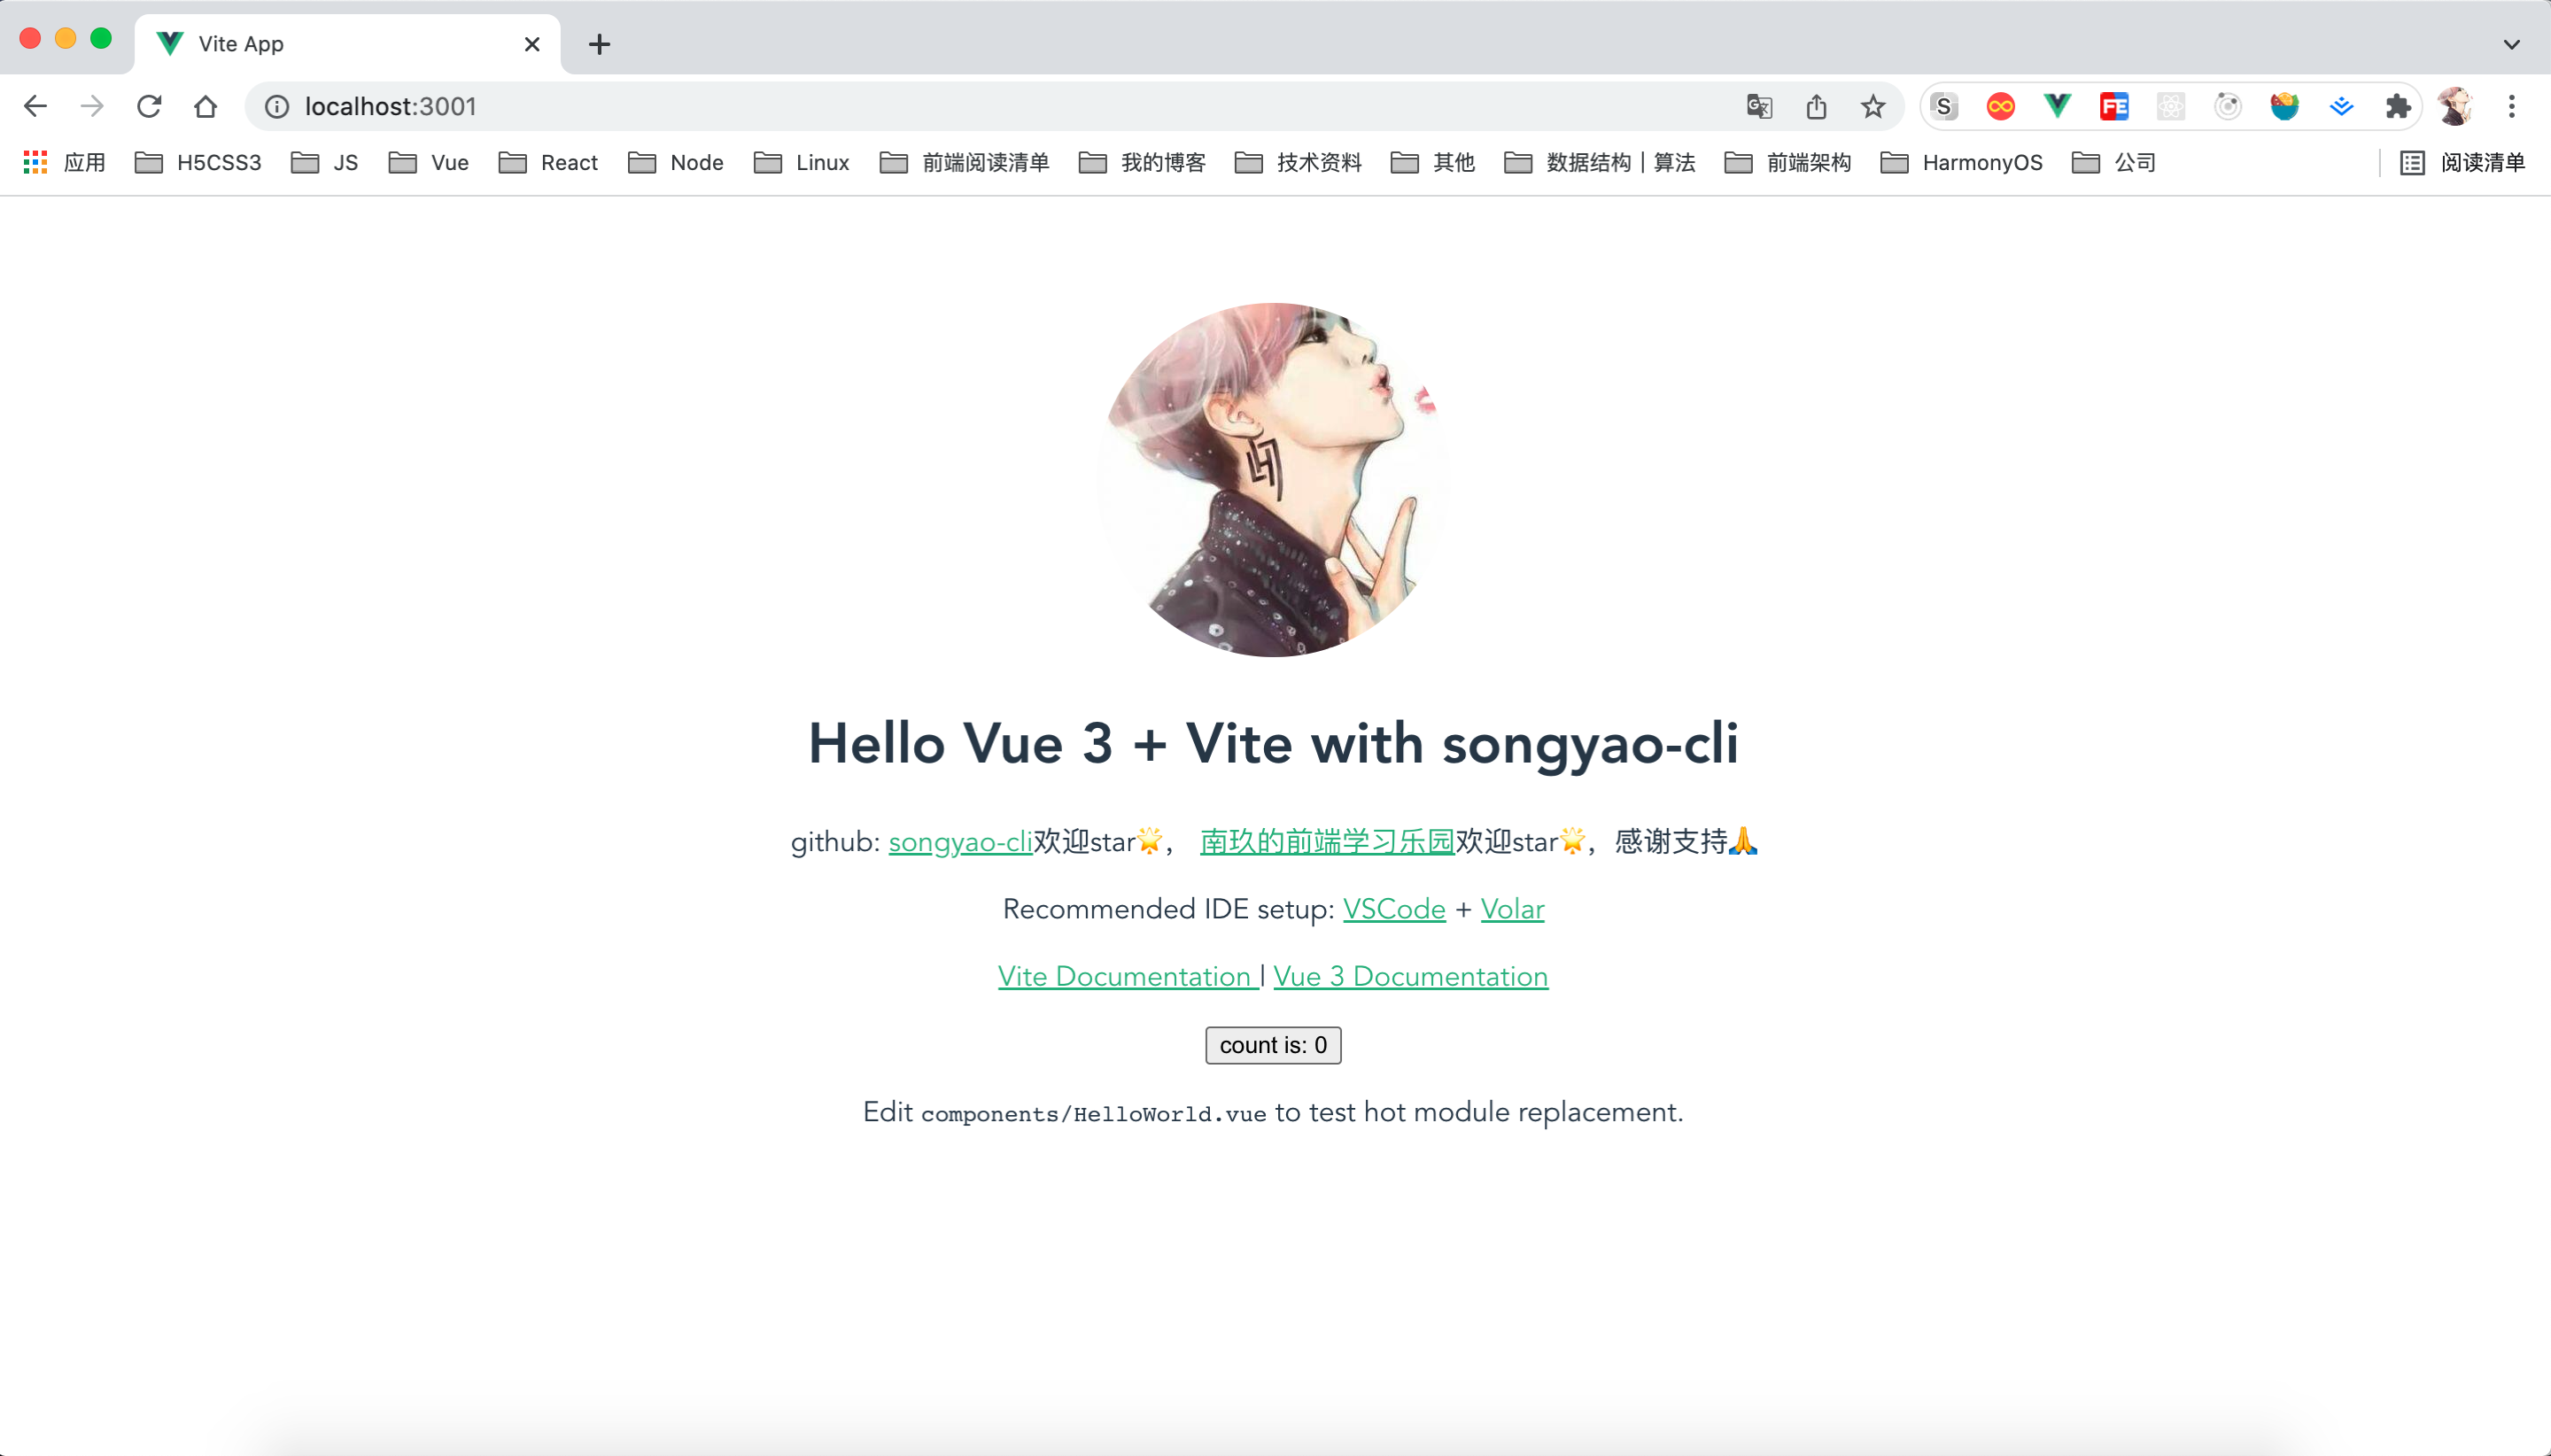 Vite App
localhost:3001
应用 H5CSS3 JS Vue React Node Linux 前端阅读清单 我的博客 技术资料 其他 数据结构 | 算法 前端架构 HarmonyOS 公司 阅读清单
Hello Vue 3 + Vite with songyao-cli
github: songyao-cli欢迎star🌟， 南玖的前端学习乐园欢迎star🌟，感谢支持🙏
Recommended IDE setup: VSCode + Volar
Vite Documentation | Vue 3 Documentation
count is: 0
Edit components/HelloWorld.vue to test hot module replacement.